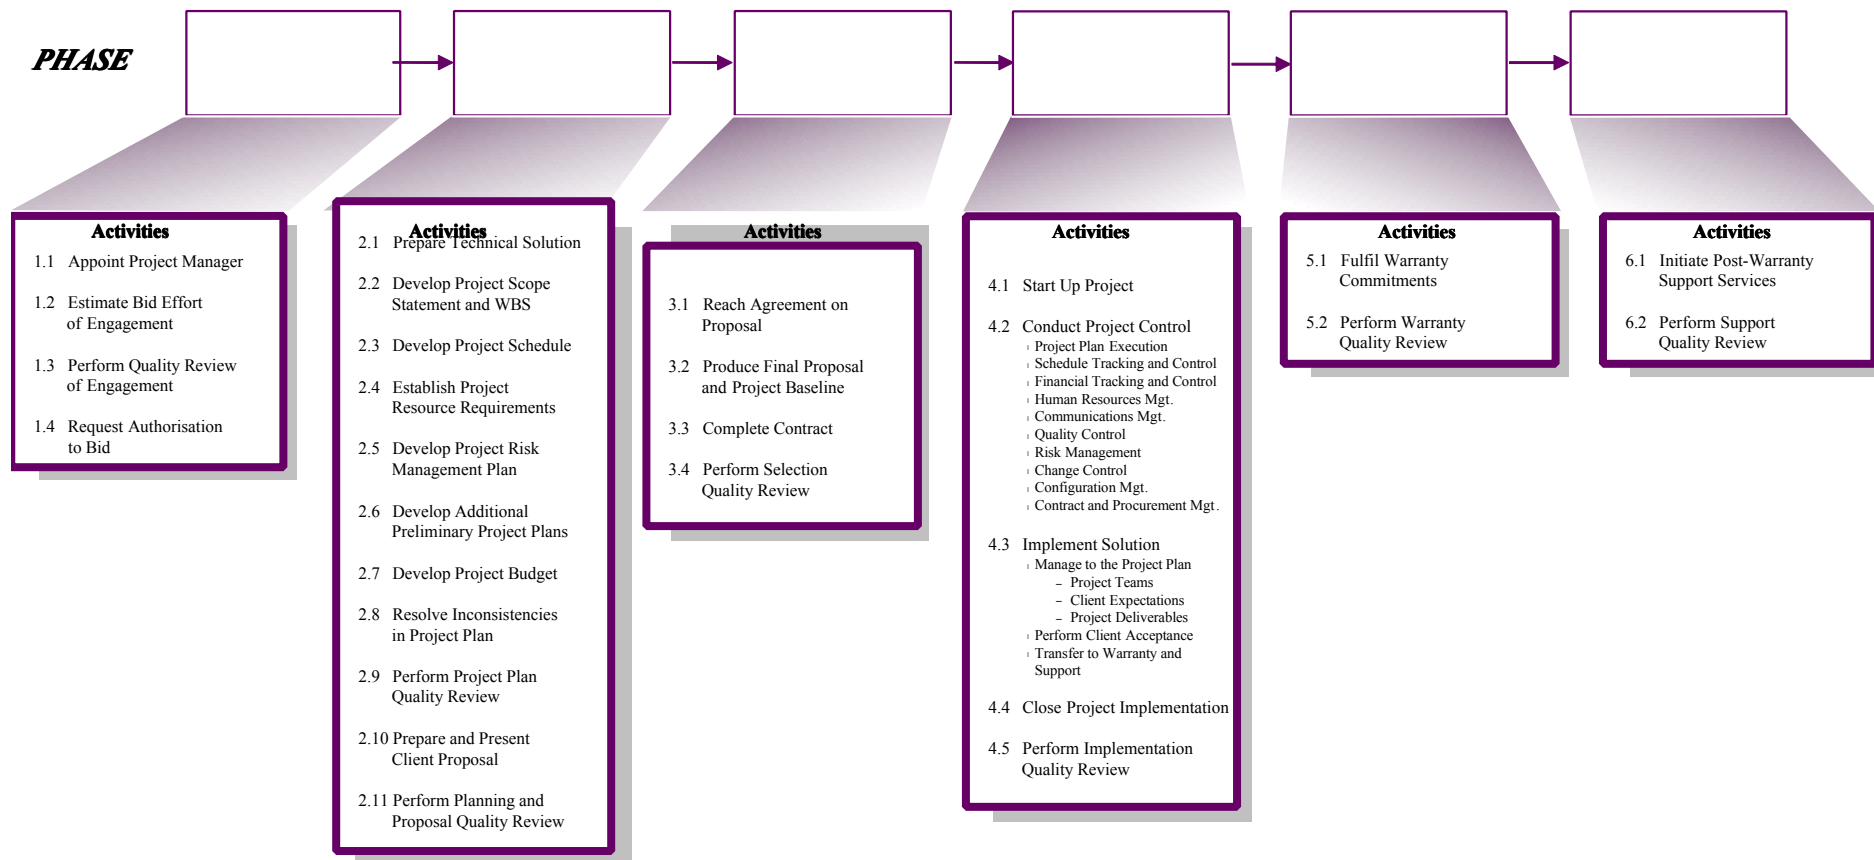 PHASE
Activities
1.1 Appoint Project Manager
1.2 Estimate Bid Effort
of Engagement
1.3 Perform Quality Review
of Engagement
1.4 Request Authorisation
to Bid
Activities
2.1 Prepare Technical Solution
2.2 Develop Project Scope
Statement and WBS
2.3 Develop Project Schedule
2.4 Establish Project
Resource Requirements
2.5 Develop Project Risk
Management Plan
2.6 Develop Additional
Preliminary Project Plans
2.7 Develop Project Budget
2.8 Resolve Inconsistencies
in Project Plan
2.9 Perform Project Plan
Quality Review
2.10 Prepare and Present
Client Proposal
2.11 Perform Planning and
Proposal Quality Review
Activities
3.1 Reach Agreement on
Proposal
3.2 Produce Final Proposal
and Project Baseline
3.3 Complete Contract
3.4 Perform Selection
Quality Review
Activities
4.1 Start Up Project
4.2 Conduct Project Control
Project Plan Execution
Schedule Tracking and Control
Financial Tracking and Control
Human Resources Mgt.
Communications Mgt.
Quality Control
Risk Management
Change Control
Configuration Mgt.
Contract and Procurement Mgt.
4.3 Implement Solution
Manage to the Project Plan
– Project Teams
– Client Expectations
– Project Deliverables
Perform Client Acceptance
Transfer to Warranty and
Support
4.4 Close Project Implementation
4.5 Perform Implementation
Quality Review
Activities
5.1 Fulfil Warranty
Commitments
5.2 Perform Warranty
Quality Review
Activities
6.1 Initiate Post-Warranty
Support Services
6.2 Perform Support
Quality Review